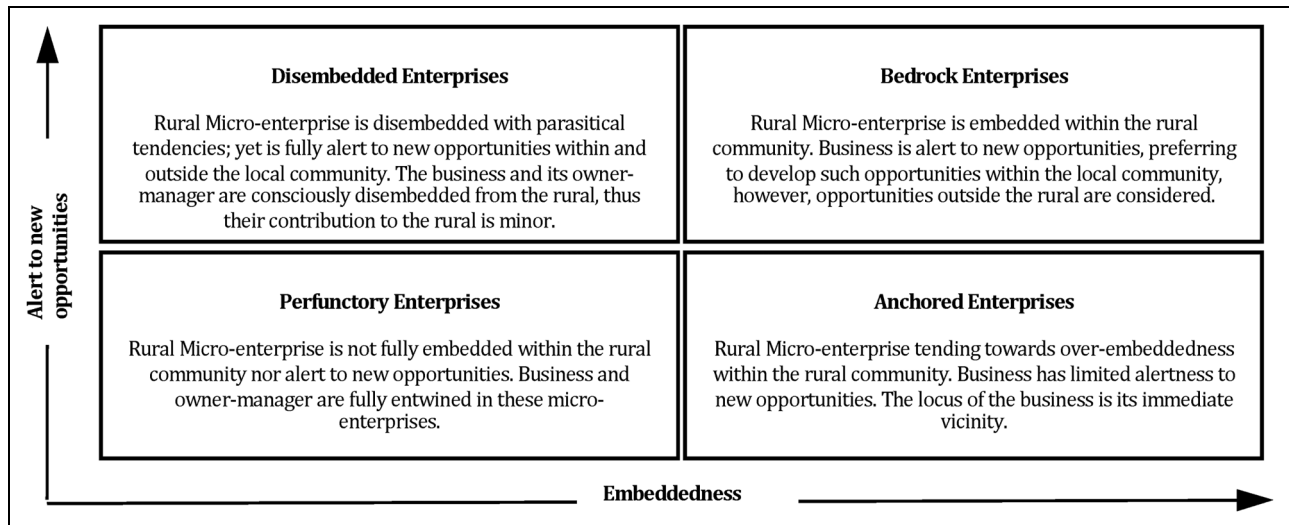 Disembedded Enterprises
Rural Micro-enterprise is disembedded with parasitical
tendencies; yet is fully alert to new opportunities within and
outside the local community. The business and its owner-
manager are consciously disembedded from the rural, thus
their contribution to the rural is minor.
Bedrock Enterprises
Rural Micro-enterprise is embedded within the rural
community. Business is alert to new opportunities, preferring
to develop such opportunities within the local community,
however, opportunities outside the rural are considered.
Alert to new
opportunities
Perfunctory Enterprises
Rural Micro-enterprise is not fully embedded within the rural
community nor alert to new opportunities. Business and
owner-manager are fully entwined in these micro-
enterprises.
Anchored Enterprises
Rural Micro-enterprise tending towards over-embeddedness
within the rural community. Business has limited alertness to
new opportunities. The locus of the business is its immediate
vicinity.
Embeddedness